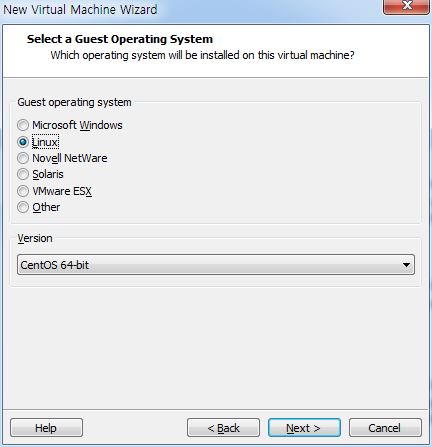 New Virtual Machine Wizard
Select a Guest Operating System
Which operating system will be installed on this virtual machine?
Guest operating system
Microsoft Windows
Linux
Novell NetWare
Solaris
VMware ESX
Other
Version
CentOS 64-bit
Help
< Back
Next >
Cancel